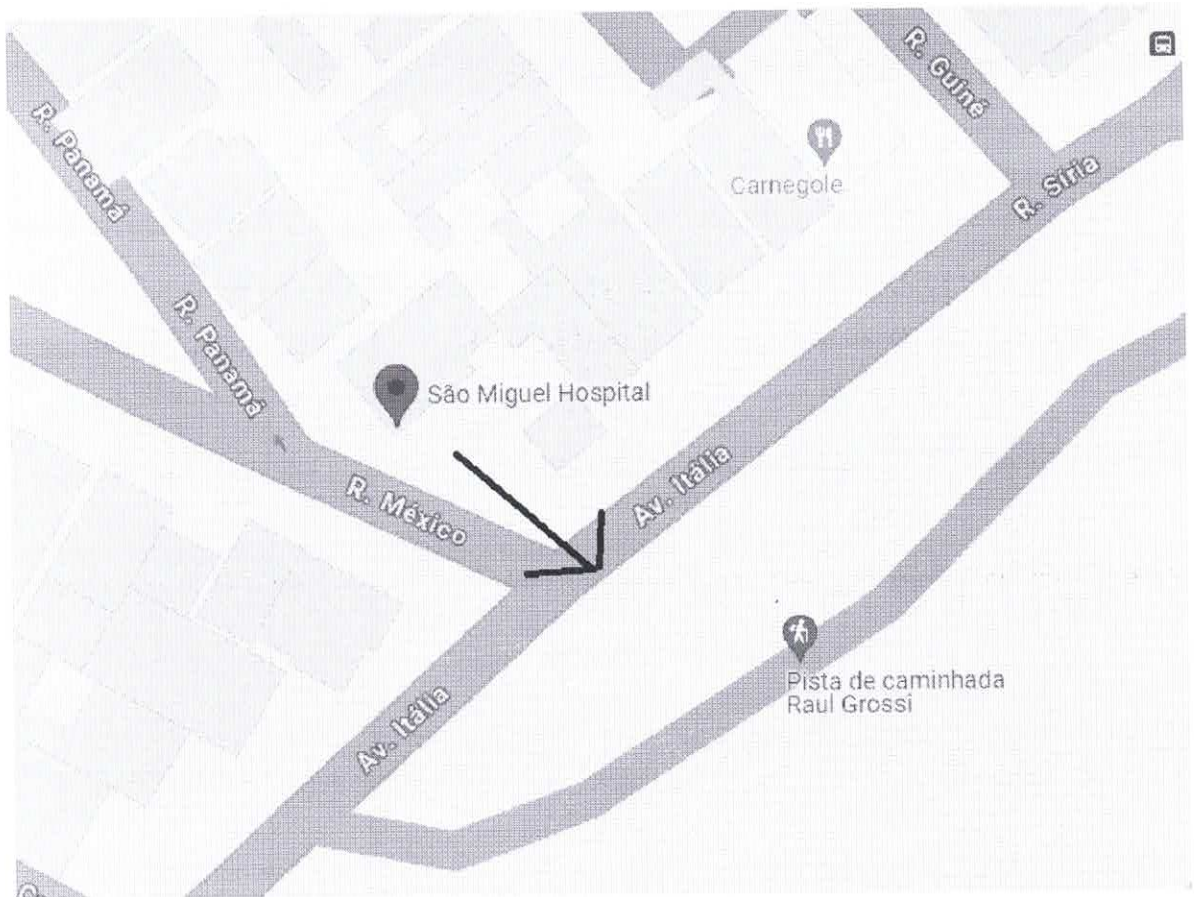 R. Guiné
R. Panamá
Carnegole
R. Síria
R. Panamá
São Miguel Hospital
Av. Itália
R. México
Pista de caminhada
Raul Grossi
Av. Itália